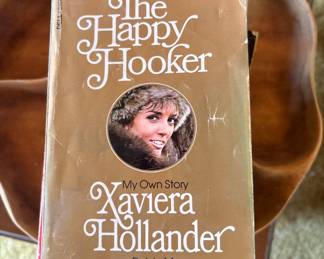 The
Happy
Hooker
My Own Story
Xaviera
Hollander